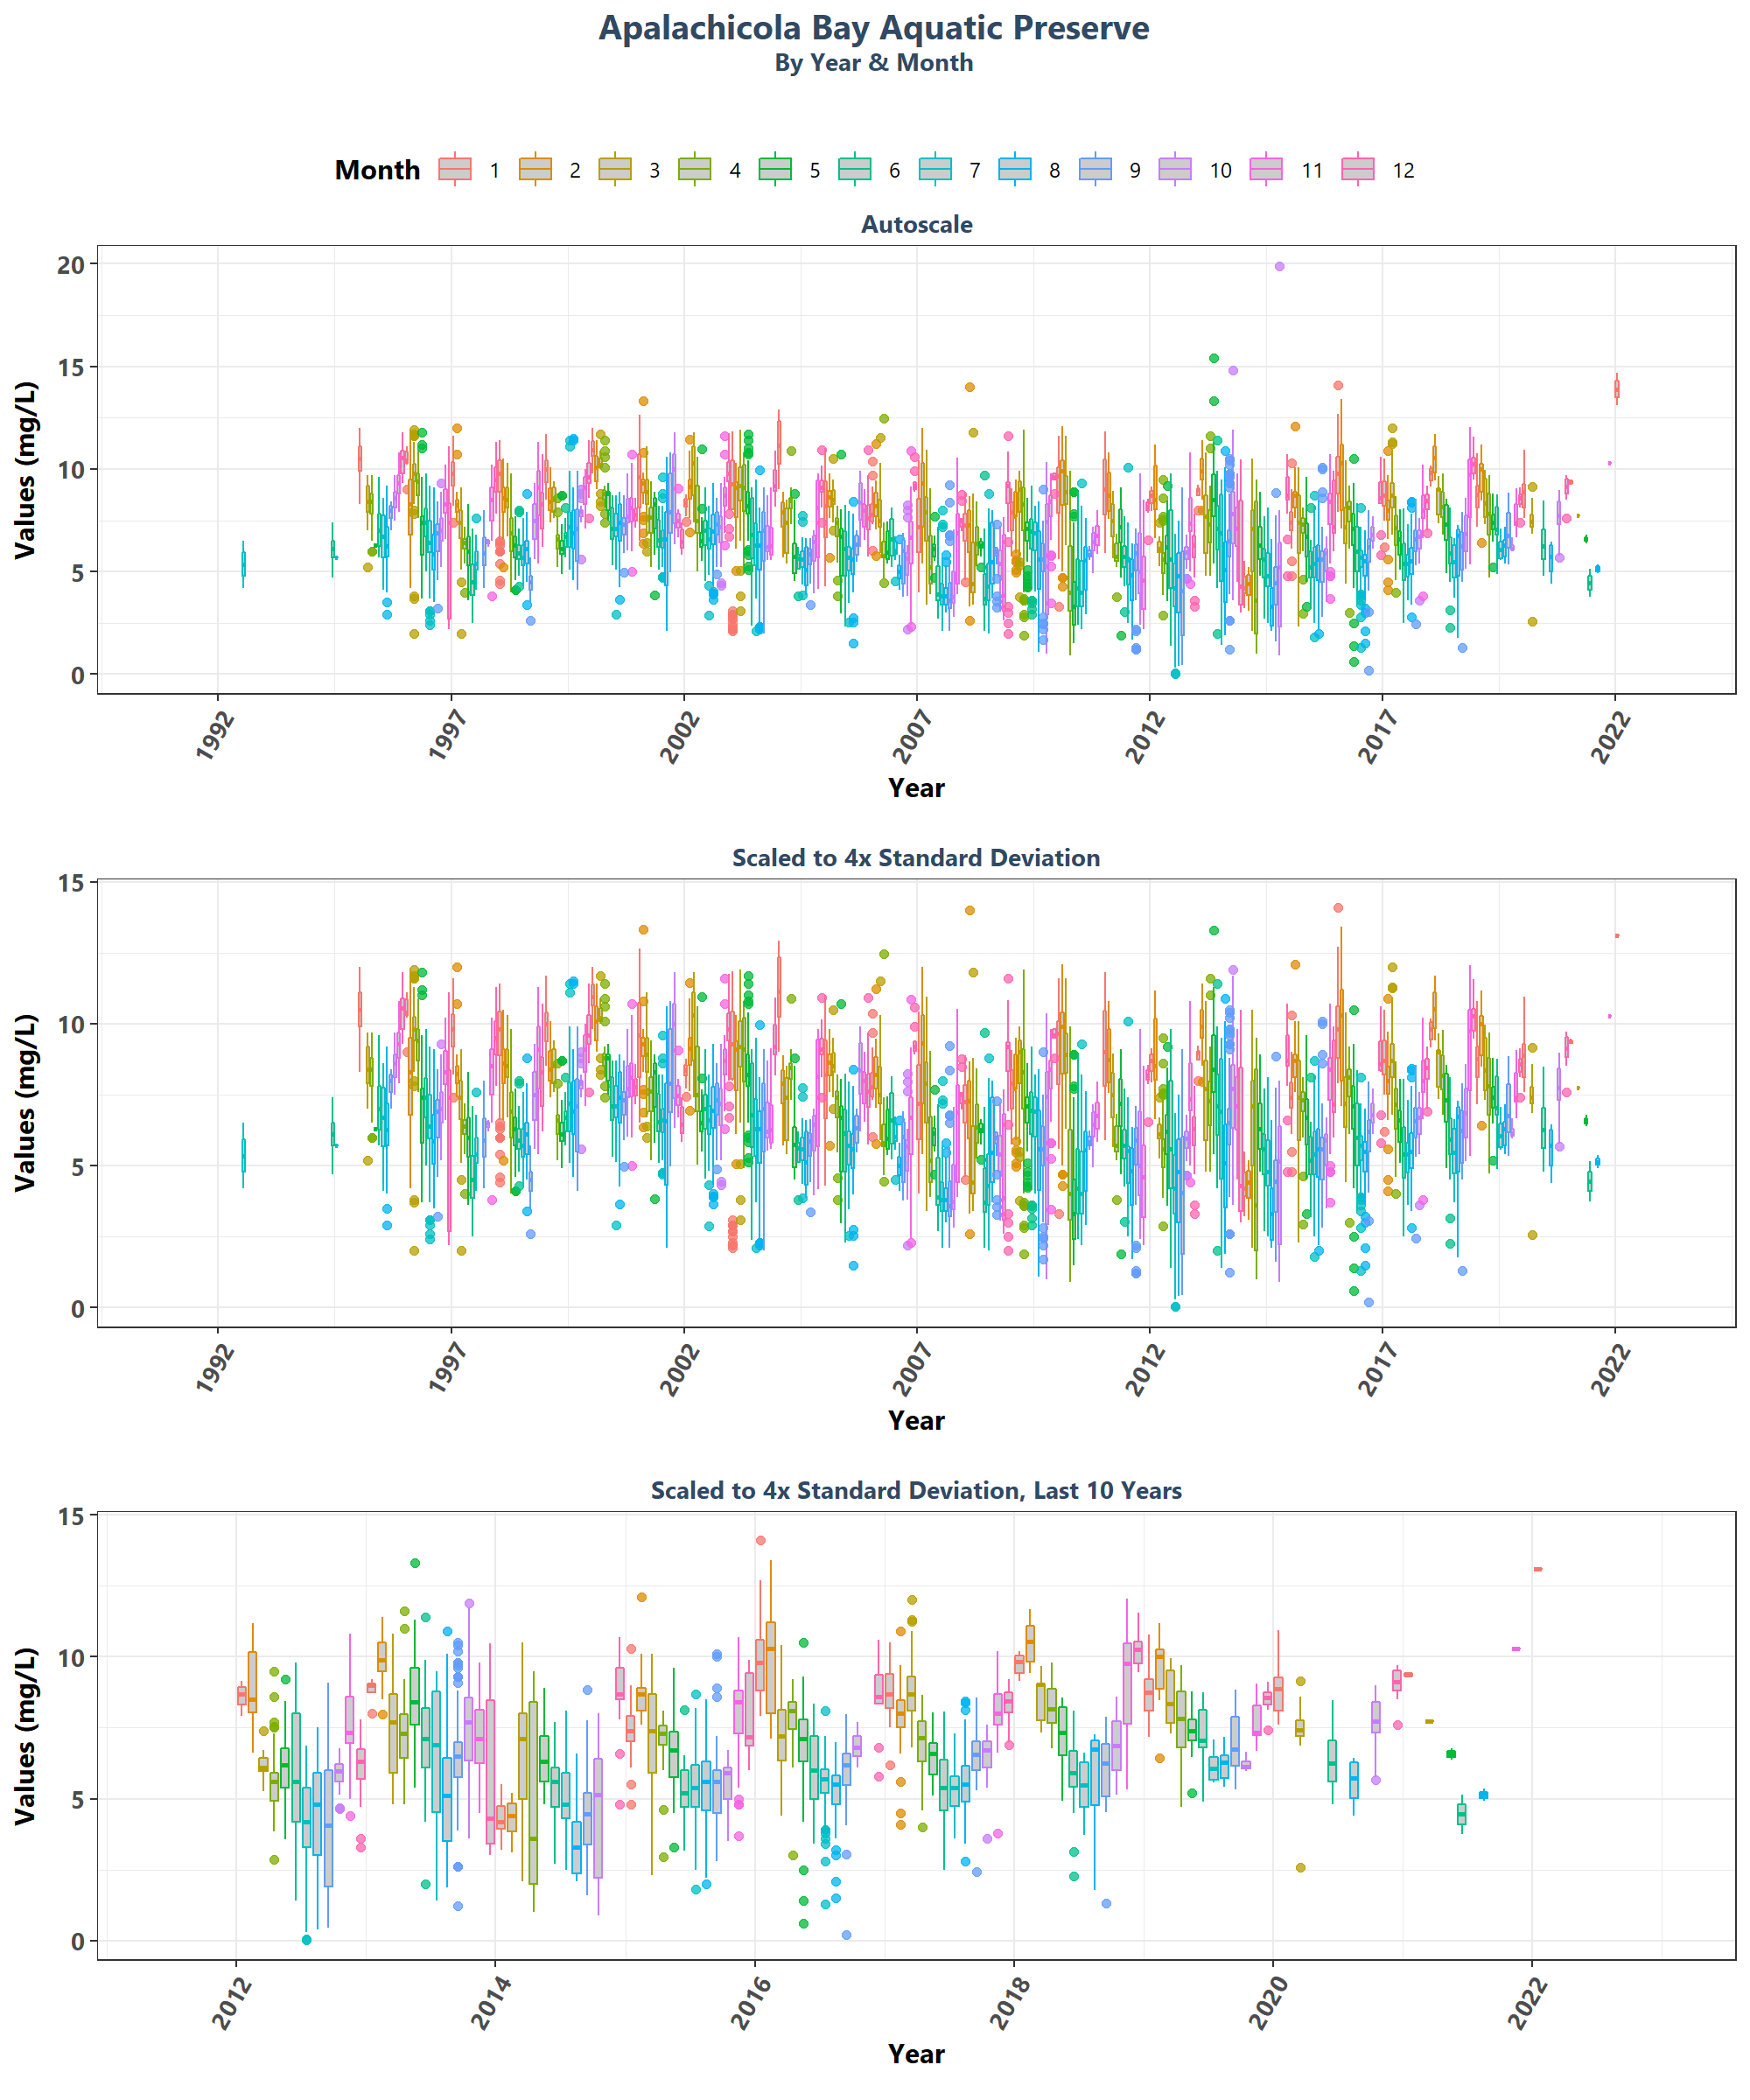 Apalachicola Bay Aquatic Preserve
By Year & Month
Month 1 2 3 4 5 6 7 8 9 10 11 12
Autoscale
Values (mg/L)
20
15
10
5
0
1992 1997 2002 2007 2012 2017 2022
Year
Scaled to 4x Standard Deviation
Values (mg/L)
15
10
5
0
1992 1997 2002 2007 2012 2017 2022
Year
Scaled to 4x Standard Deviation, Last 10 Years
Values (mg/L)
15
10
5
0
2012 2014 2016 2018 2020 2022
Year